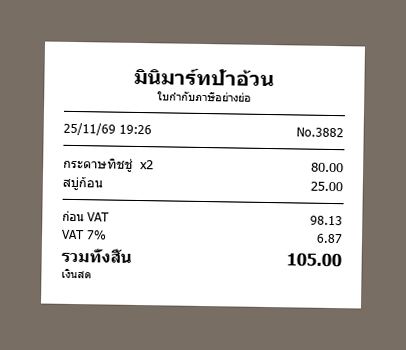 มินิมาร์ทป้าอ้วน
ใบกำกับภาษีอย่างย่อ
25/11/69 19:26 No.3882
กระดาษทิชชู่ x2 80.00
สบู่ก้อน 25.00
ก่อน VAT 98.13
VAT 7% 6.87
รวมทั้งสิ้น 105.00
เงินสด